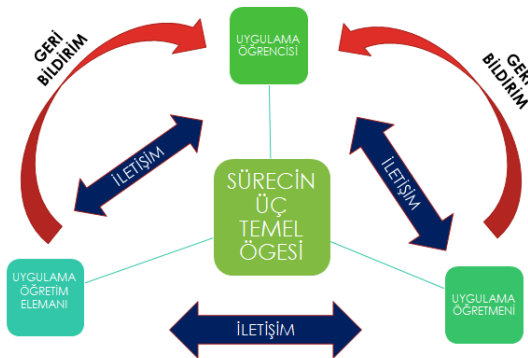 UYGULAMA
ÖĞRENCİSİ
GERİ
BİLDİRİM
GERİ
BİLDİRİM
İLETİŞİM
İLETİŞİM
SÜRECİN
ÜÇ
TEMEL
ÖGESİ
UYGULAMA
ÖĞRETİM
ELEMANI
UYGULAMA
ÖĞRETMENİ
İLETİŞİM